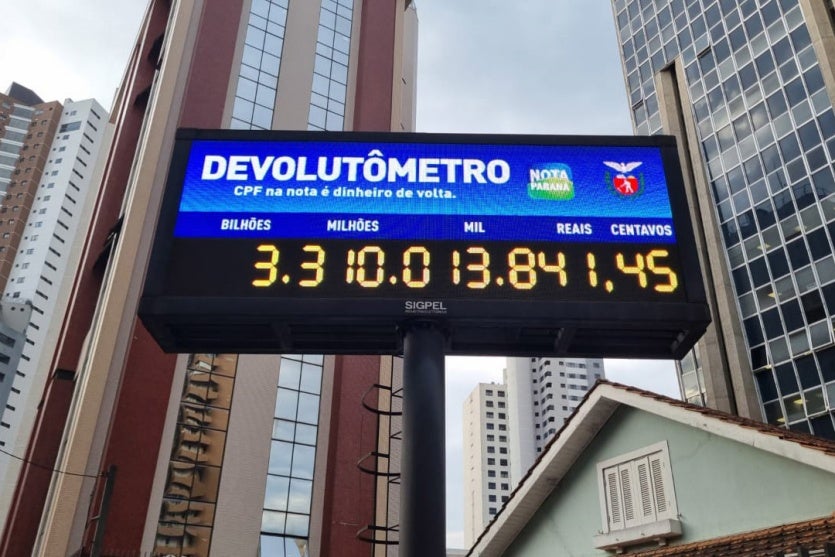 DEVOLUTÔMETRO
CPF na nota é dinheiro de volta.
NOTA
PARANÁ
BILHÕES MILHÕES MIL REAIS CENTAVOS
3.310.013.841,45
SIGPEL